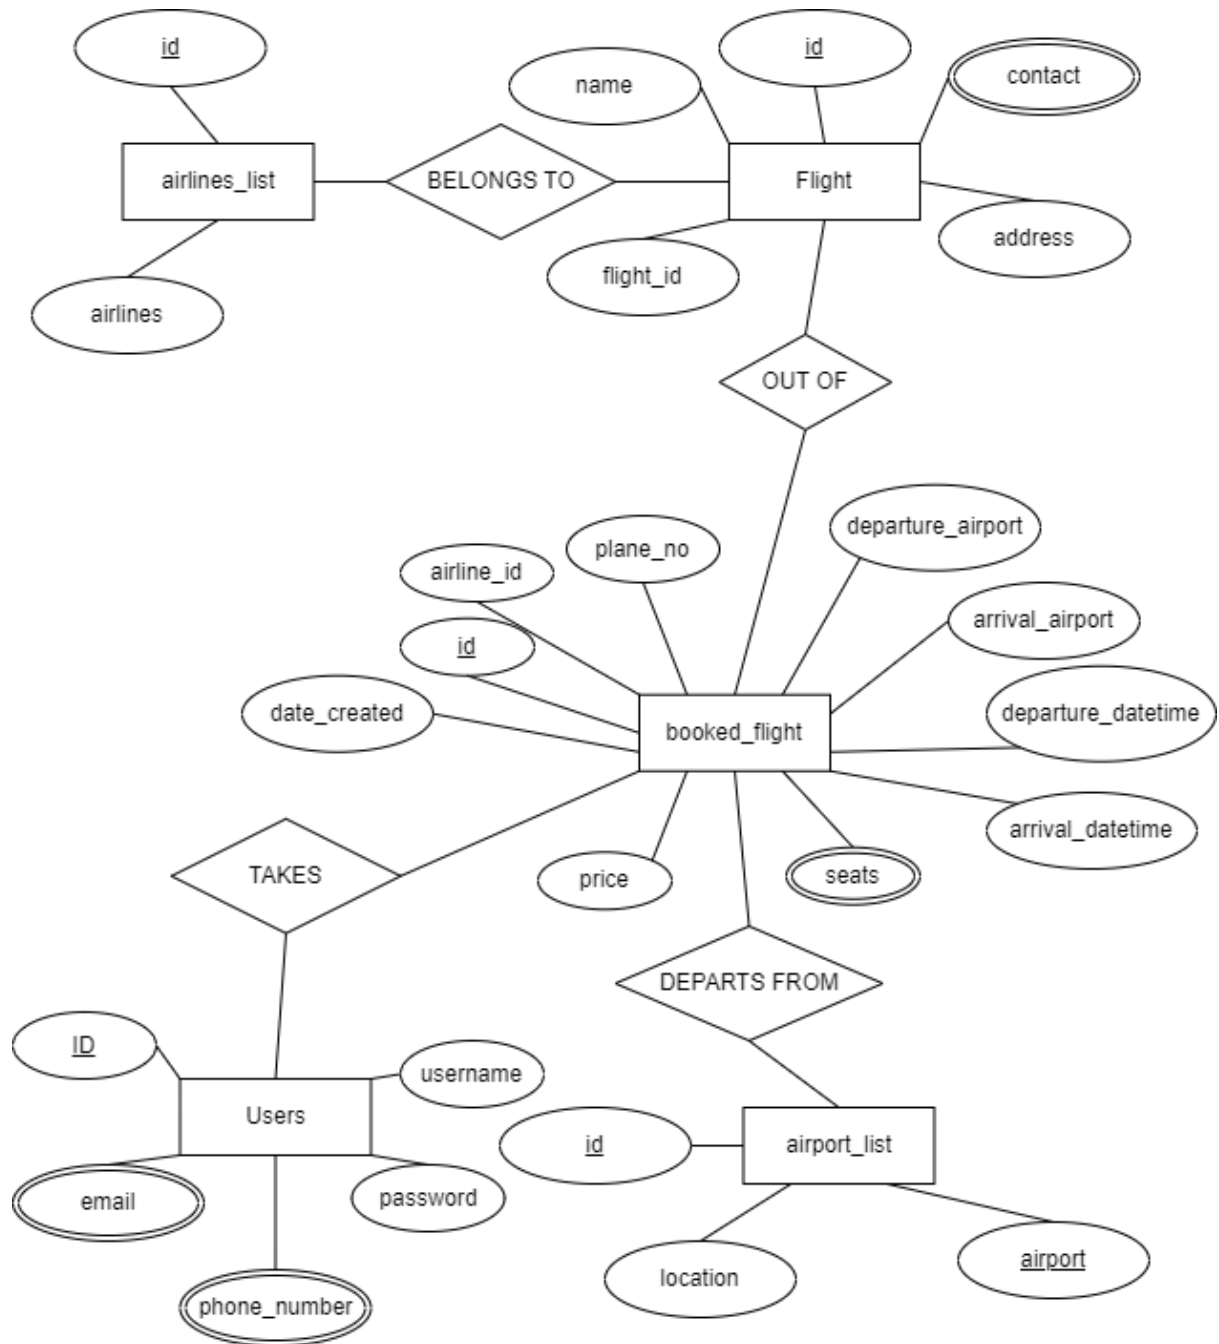 id
id
name
contact
airlines_list
BELONGS TO
Flight
address
flight_id
airlines
OUT OF
departure_airport
plane_no
airline_id
arrival_airport
id
date_created
departure_datetime
booked_flight
arrival_datetime
TAKES
price
seats
DEPARTS FROM
ID
username
Users
id
airport_list
email
password
airport
location
phone_number